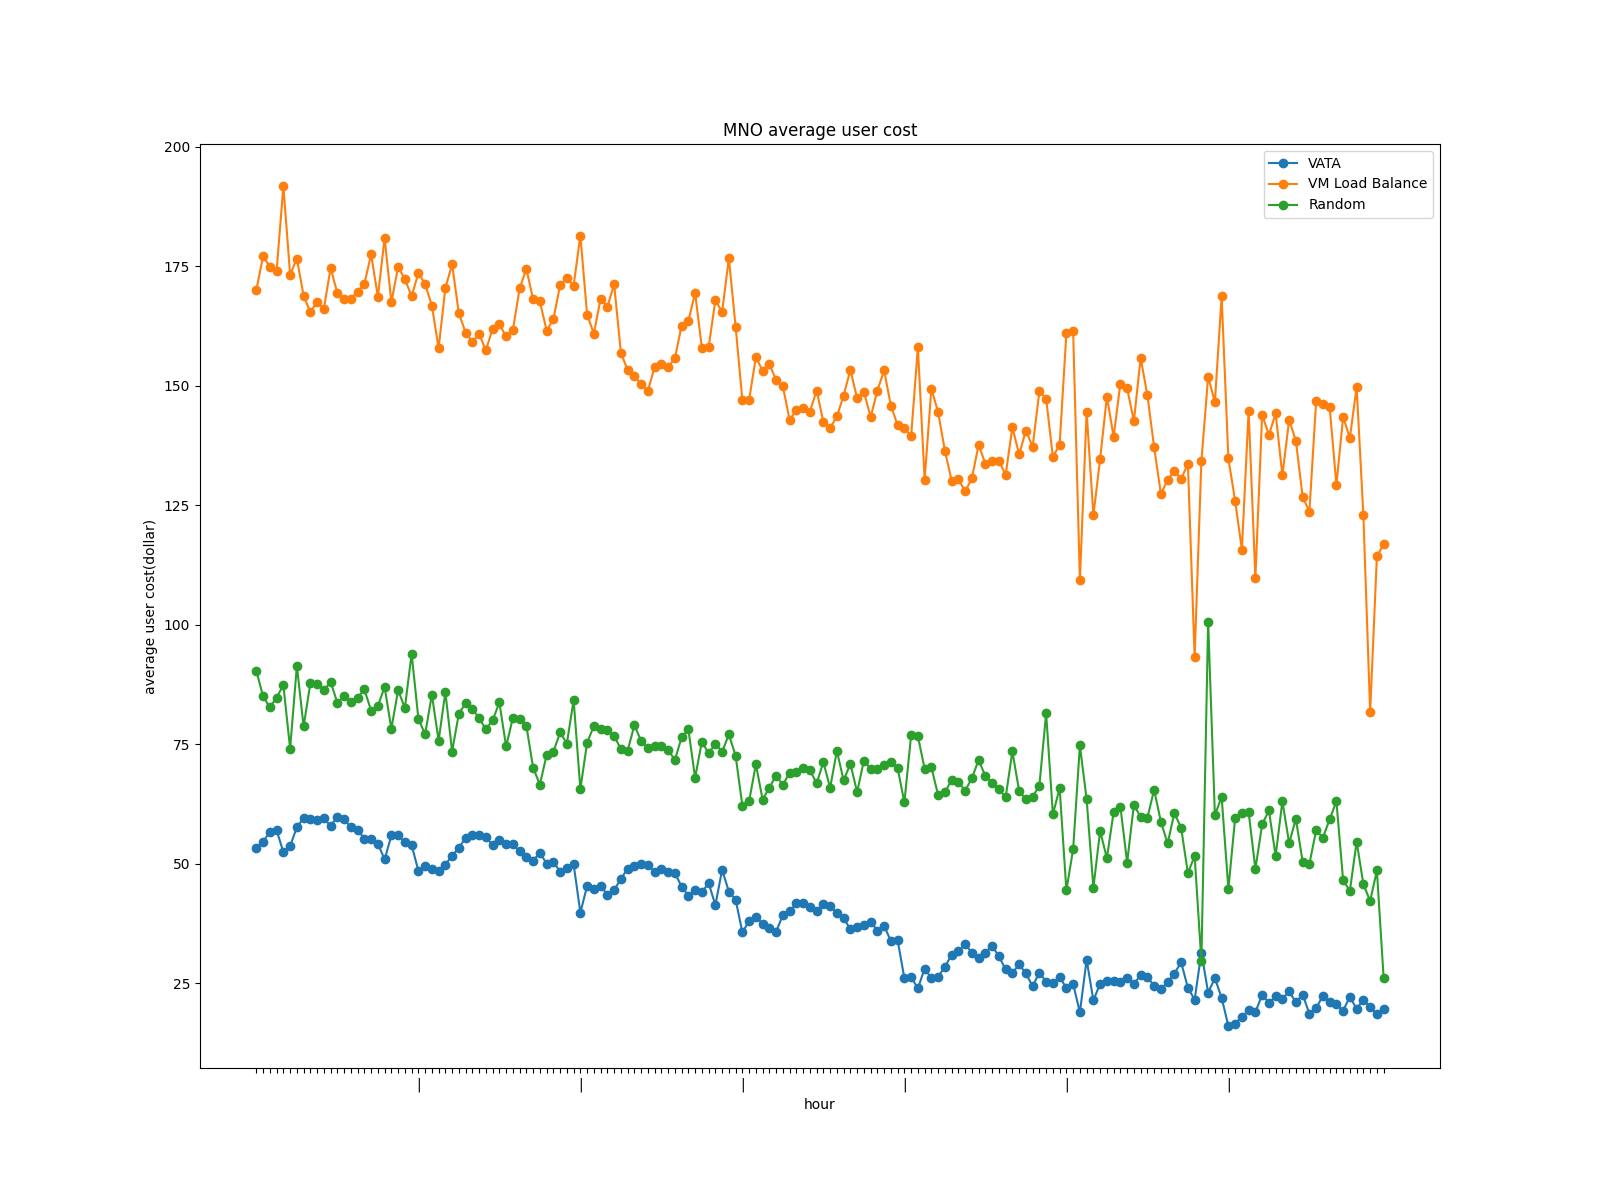 MNO average user cost
VATA
VM Load Balance
Random
200
175
150
125
100
75
50
25
average user cost(dollar)
| | | | | |
hour